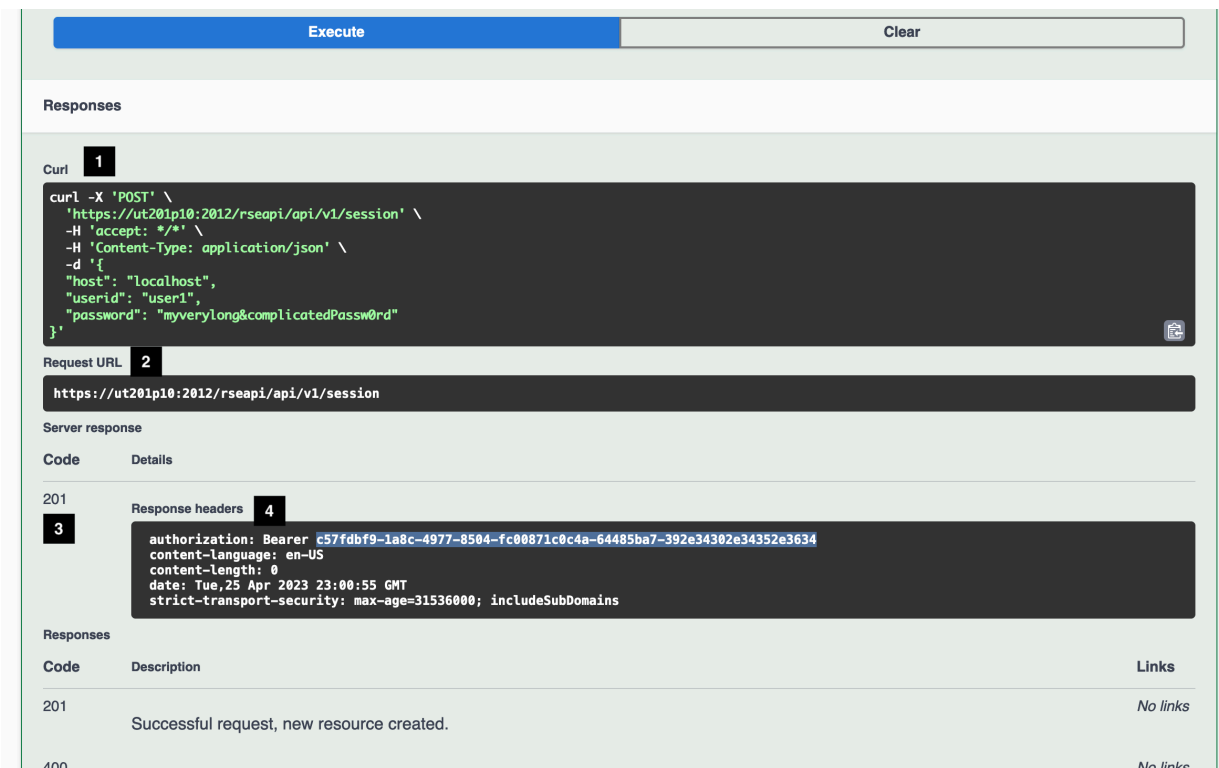 Execute
Clear
Responses
Curl
1
curl -X 'POST' \
'https://ut201p10:2012/rseapi/api/v1/session' \
-H 'accept: */*' \
-H 'Content-Type: application/json' \
-d '{
"host": "localhost",
"userid": "user1",
"password": "myverylong&complicatedPassw0rd"
}'
Request URL
2
https://ut201p10:2012/rseapi/api/v1/session
Server response
Code Details
201
3
Response headers
4
authorization: Bearer c57fdbf9-1a8c-4977-8504-fc00871c0c4a-64485ba7-392e34302e34352e3634
content-language: en-US
content-length: 0
date: Tue,25 Apr 2023 23:00:55 GMT
strict-transport-security: max-age=31536000; includeSubDomains
Responses
Code Description Links
201 No links
Successful request, new resource created.
400 No links